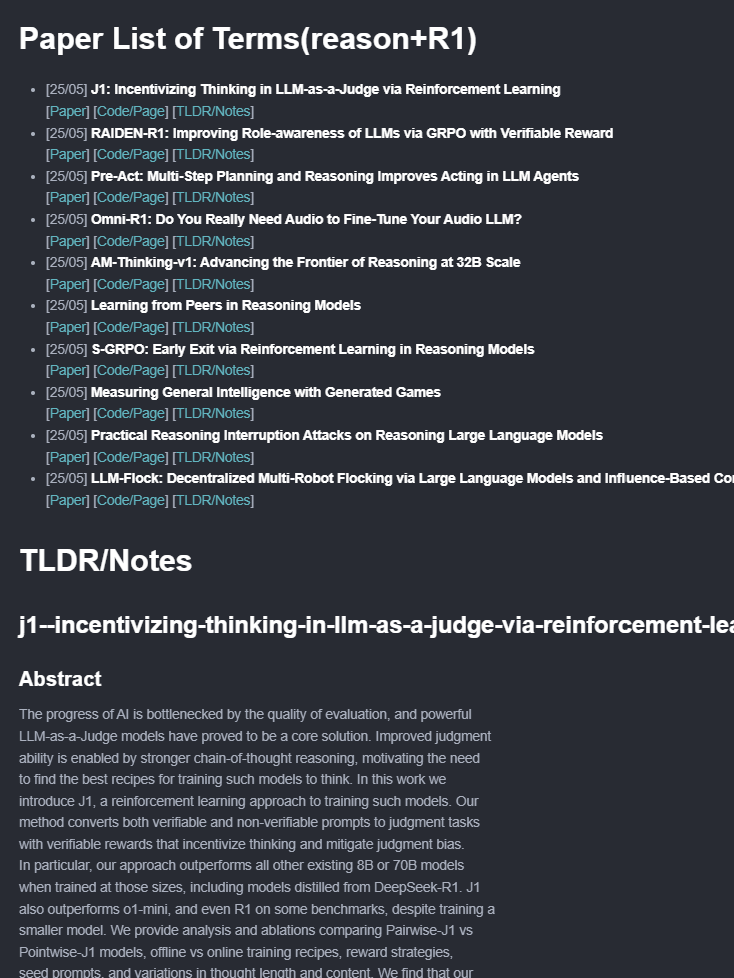 Paper List of Terms(reason+R1)
[25/05] J1: Incentivizing Thinking in LLM-as-a-Judge via Reinforcement Learning
[Paper] [Code/Page] [TLDR/Notes]
[25/05] RAIDEN-R1: Improving Role-awareness of LLMs via GRPO with Verifiable Reward
[Paper] [Code/Page] [TLDR/Notes]
[25/05] Pre-Act: Multi-Step Planning and Reasoning Improves Acting in LLM Agents
[Paper] [Code/Page] [TLDR/Notes]
[25/05] Omni-R1: Do You Really Need Audio to Fine-Tune Your Audio LLM?
[Paper] [Code/Page] [TLDR/Notes]
[25/05] AM-Thinking-v1: Advancing the Frontier of Reasoning at 32B Scale
[Paper] [Code/Page] [TLDR/Notes]
[25/05] Learning from Peers in Reasoning Models
[Paper] [Code/Page] [TLDR/Notes]
[25/05] S-GRPO: Early Exit via Reinforcement Learning in Reasoning Models
[Paper] [Code/Page] [TLDR/Notes]
[25/05] Measuring General Intelligence with Generated Games
[Paper] [Code/Page] [TLDR/Notes]
[25/05] Practical Reasoning Interruption Attacks on Reasoning Large Language Models
[Paper] [Code/Page] [TLDR/Notes]
[25/05] LLM-Flock: Decentralized Multi-Robot Flocking via Large Language Models and Influence-Based
[Paper] [Code/Page] [TLDR/Notes]
TLDR/Notes
j1--incentivizing-thinking-in-llm-as-a-judge-via-reinforcement-lea
Abstract
The progress of AI is bottlenecked by the quality of evaluation, and powerful
LLM-as-a-Judge models have proved to be a core solution. Improved judgment
ability is enabled by stronger chain-of-thought reasoning, motivating the need
to find the best recipes for training such models to think. In this work we
introduce J1, a reinforcement learning approach to training such models. Our
method converts both verifiable and non-verifiable prompts to judgment tasks
with verifiable rewards that incentivize thinking and mitigate judgment bias.
In particular, our approach outperforms all other existing 8B or 70B models
when trained at those sizes, including models distilled from DeepSeek-R1. J1
also outperforms o1-mini, and even R1 on some benchmarks, despite training a
smaller model. We provide analysis and ablations comparing Pairwise-J1 vs
Pointwise-J1 models, offline vs online training recipes, reward strategies,
seed prompts, and variations in thought length and content. We find that our